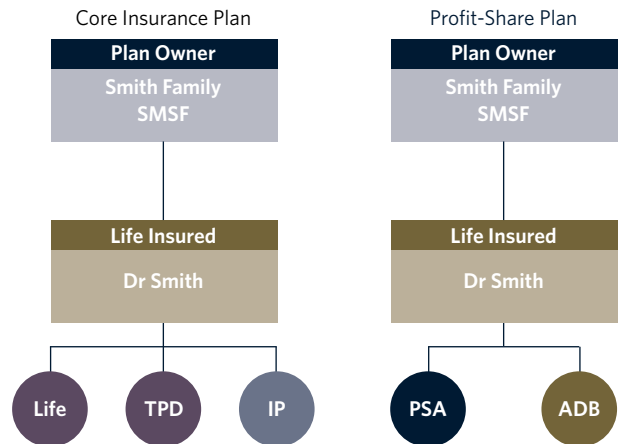 Core Insurance Plan
Plan Owner
Smith Family
SMSF
Life Insured
Dr Smith
Life
TPD
IP
Profit-Share Plan
Plan Owner
Smith Family
SMSF
Life Insured
Dr Smith
PSA
ADB